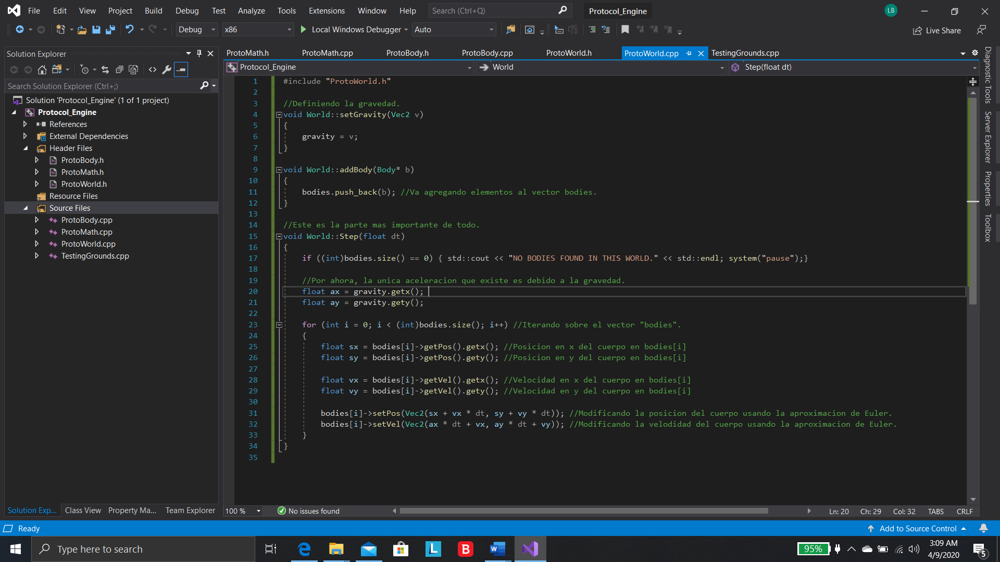 File Edit View Project Build Debug Test Analyze Tools Extensions Window Help Search (Ctrl+Q) Protocol_Engine LB
Debug x86 Local Windows Debugger Auto Live Share
Solution Explorer
Search Solution Explorer (Ctrl+;)
Solution 'Protocol_Engine' (1 of 1 project)
Protocol_Engine
References
External Dependencies
Header Files
ProtoBody.h
ProtoMath.h
ProtoWorld.h
Resource Files
Source Files
ProtoBody.cpp
ProtoMath.cpp
ProtoWorld.cpp
TestingGrounds.cpp
Solution Exp... Class View Property Ma... Team Explorer
ProtoMath.h ProtoMath.cpp ProtoBody.h ProtoBody.cpp ProtoWorld.h ProtoWorld.cpp TestingGrounds.cpp
Protocol_Engine World Step(float dt)
1 #include "ProtoWorld.h"
2
3 //Definiendo la gravedad.
4 void World::setGravity(Vec2 v)
5 {
6 gravity = v;
7 }
8
9 void World::addBody(Body* b)
10 {
11 bodies.push_back(b); //Va agregando elementos al vector bodies.
12 }
13
14 //Este es la parte mas importante de todo.
15 void World::Step(float dt)
16 {
17 if ((int)bodies.size() == 0) { std::cout << "NO BODIES FOUND IN THIS WORLD." << std::endl; system("pause");}
18
19 //Por ahora, la unica aceleracion que existe es debido a la gravedad.
20 float ax = gravity.getx();
21 float ay = gravity.gety();
22
23 for (int i = 0; i < (int)bodies.size(); i++) //Iterando sobre el vector "bodies".
24 {
25 float sx = bodies[i]->getPos().getx(); //Posicion en x del cuerpo en bodies[i]
26 float sy = bodies[i]->getPos().gety(); //Posicion en y del cuerpo en bodies[i]
27
28 float vx = bodies[i]->getVel().getx(); //Velocidad en x del cuerpo en bodies[i]
29 float vy = bodies[i]->getVel().gety(); //Velocidad en y del cuerpo en bodies[i]
30
31 bodies[i]->setPos(Vec2(sx + vx * dt, sy + vy * dt)); //Modificando la posicion del cuerpo usando la aproximacion de Euler.
32 bodies[i]->setVel(Vec2(ax * dt + vx, ay * dt + vy)); //Modificando la velodidad del cuerpo usando la aproximacion de Euler.
33 }
34 }
35
100 % No issues found Ln: 20 Ch: 29 Col: 32 TABS CRLF
Diagnostic Tools
Server Explorer
Properties
Toolbox
Ready Add to Source Control
Type here to search L B W 95% 3:09 AM
4/9/2020 5